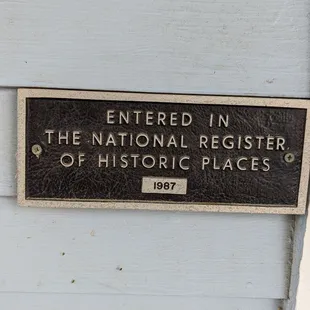 ENTERED IN
THE NATIONAL REGISTER
OF HISTORIC PLACES
1987